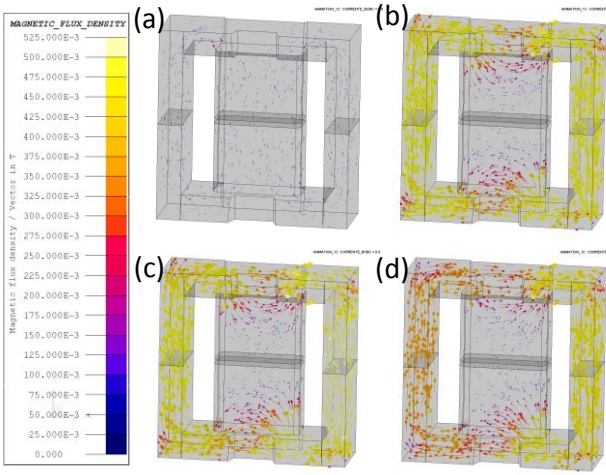 MAGNETIC_FLUX_DENSITY
525.000E-3
500.000E-3
475.000E-3
450.000E-3
425.000E-3
400.000E-3
375.000E-3
350.000E-3
325.000E-3
300.000E-3
275.000E-3
250.000E-3
225.000E-3
200.000E-3
175.000E-3
150.000E-3
125.000E-3
100.000E-3
75.000E-3
50.000E-3
25.000E-3
0.000
Magnetic flux density / Vector in T
(a)
(b)
(c)
(d)